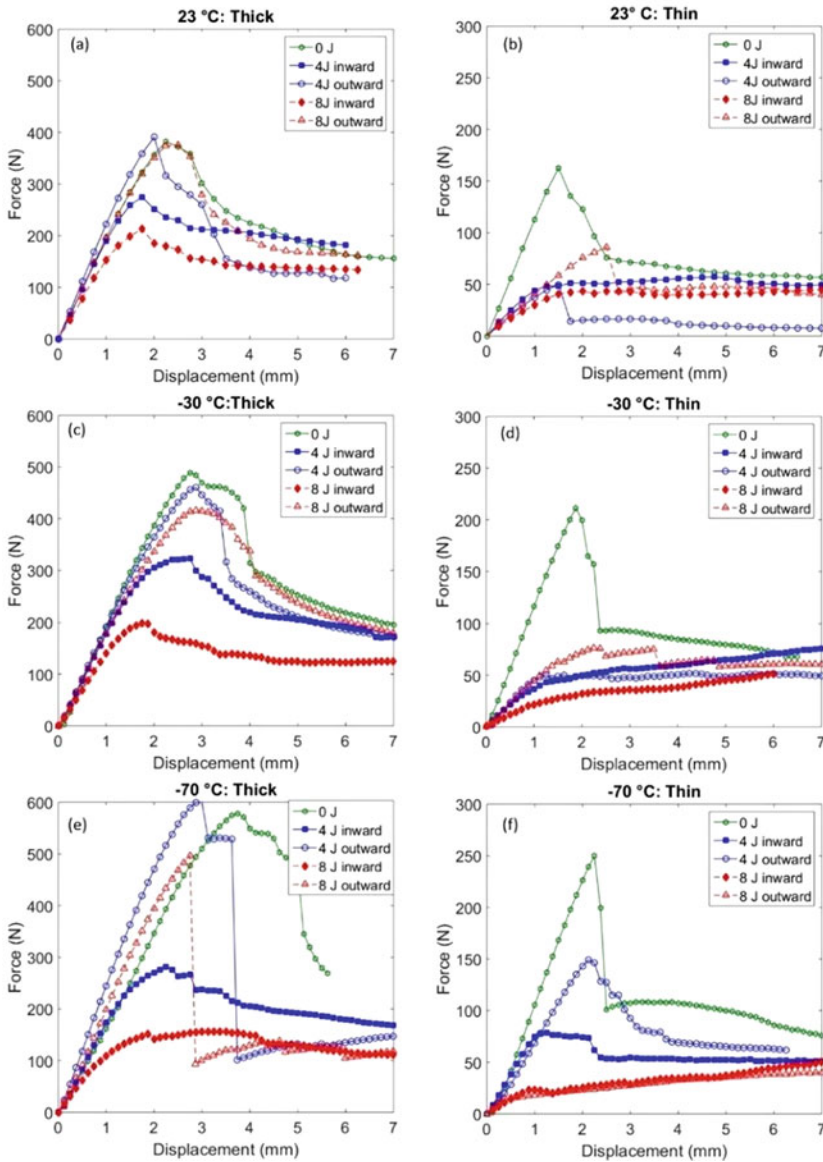 23 °C: Thick
(a)
0 J
4J inward
4J outward
8J inward
8J outward
600
500
400
300
200
100
0
Force (N)
0 1 2 3 4 5 6 7
Displacement (mm)
23° C: Thin
(b)
0 J
4J inward
4J outward
8J inward
8J outward
300
250
200
150
100
50
0
Force (N)
0 1 2 3 4 5 6 7
Displacement (mm)
-30 °C:Thick
(c)
0 J
4 J inward
4 J outward
8 J inward
8 J outward
600
500
400
300
200
100
0
Force (N)
0 1 2 3 4 5 6 7
Displacement (mm)
-30 °C: Thin
(d)
0 J
4 J inward
4 J outward
8 J inward
8 J outward
300
250
200
150
100
50
0
Force (N)
0 1 2 3 4 5 6 7
Displacement (mm)
-70 °C: Thick
(e)
0 J
4 J inward
4 J outward
8 J inward
8 J outward
600
500
400
300
200
100
0
Force (N)
0 1 2 3 4 5 6 7
Displacement (mm)
-70 °C: Thin
(f)
0 J
4 J inward
4 J outward
8 J inward
8 J outward
300
250
200
150
100
50
0
Force (N)
0 1 2 3 4 5 6 7
Displacement (mm)